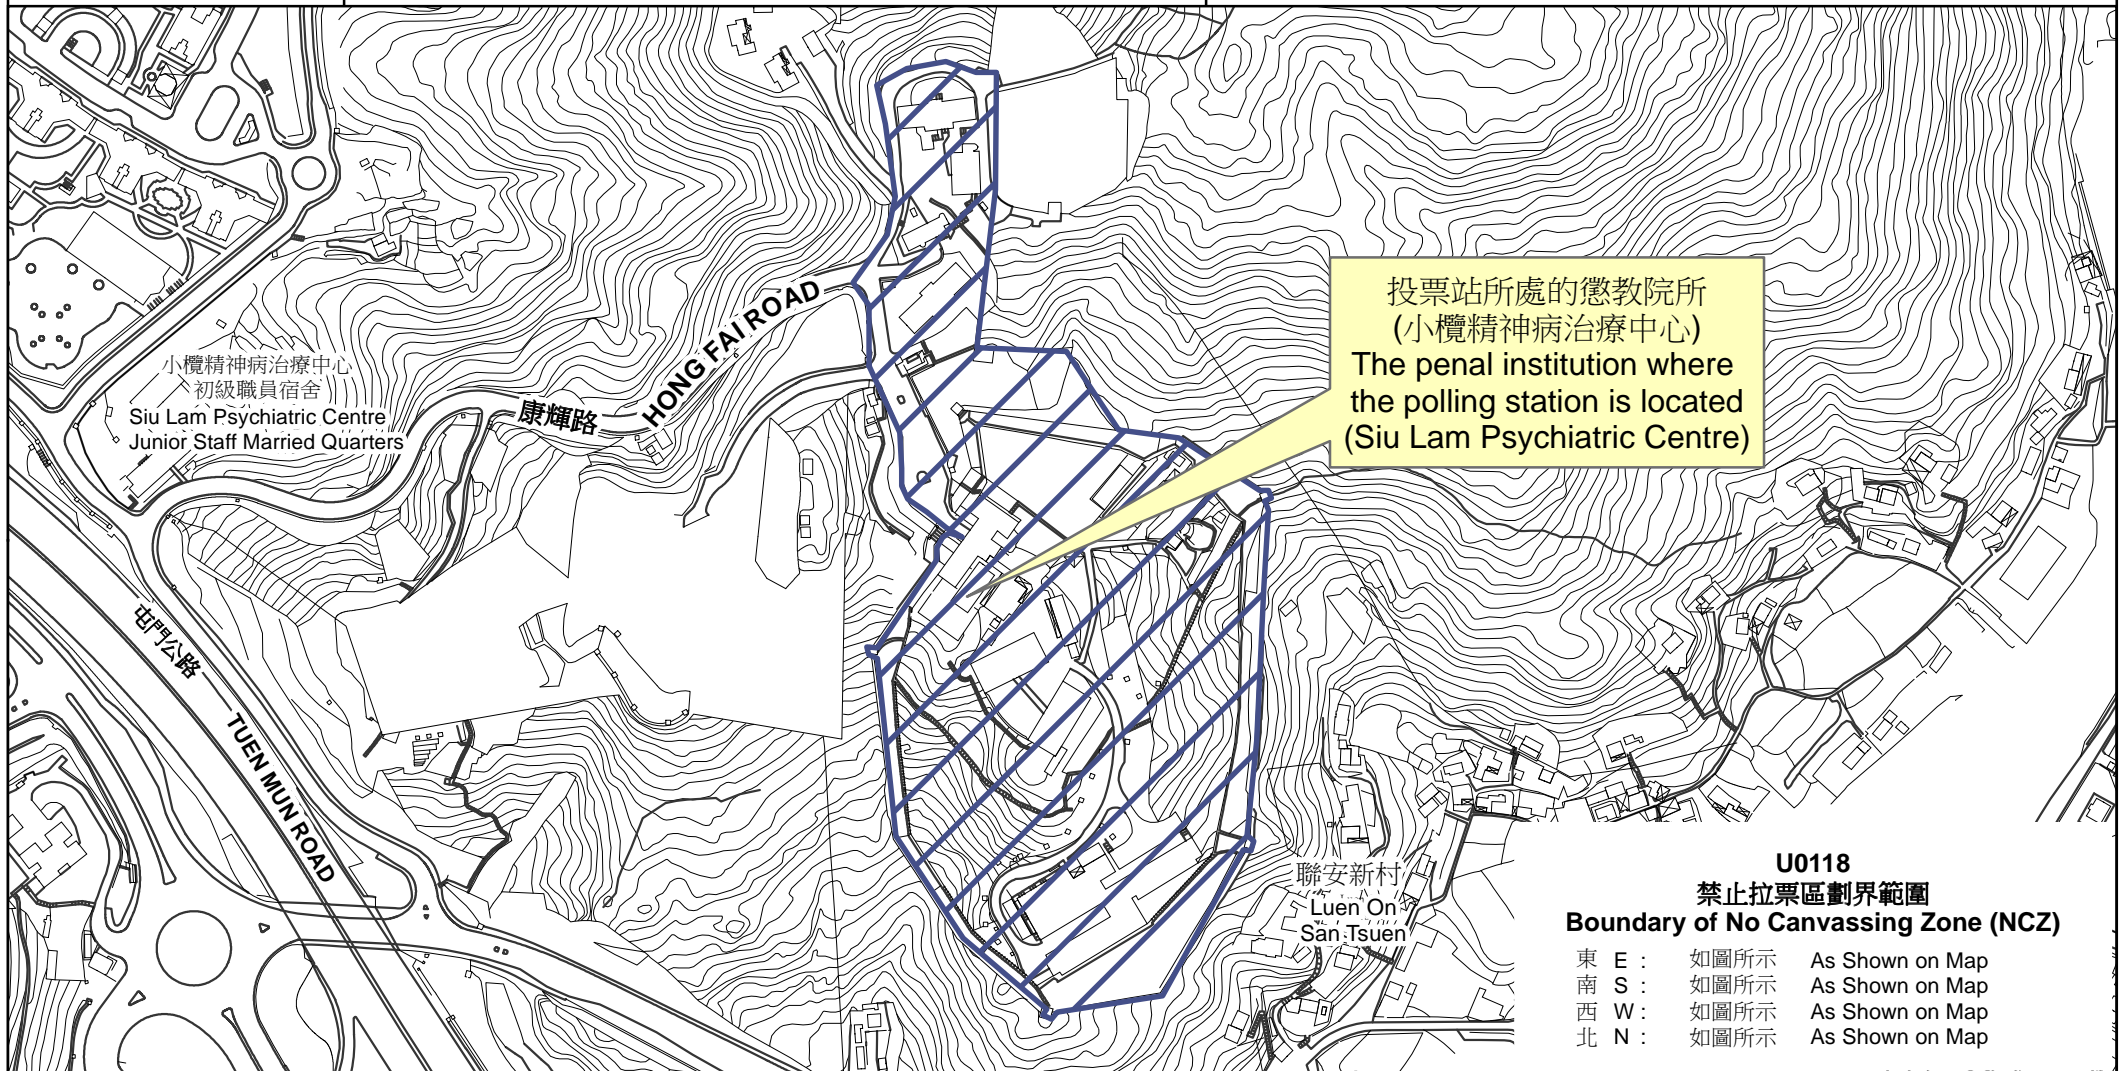 投票站所處的懲教院所
(小欖精神病治療中心)
The penal institution where
the polling station is located
(Siu Lam Psychiatric Centre)
HONG FAI ROAD
康輝路
小欖精神病治療中心
初級職員宿舍
Siu Lam Psychiatric Centre
Junior Staff Married Quarters
屯門公路
TUEN MUN ROAD
聯安新村
Luen On
San Tsuen
U0118
禁止拉票區劃界範圍
Boundary of No Canvassing Zone (NCZ)
東 E : 如圖所示 As Shown on Map
南 S : 如圖所示 As Shown on Map
西 W : 如圖所示 As Shown on Map
北 N : 如圖所示 As Shown on Map